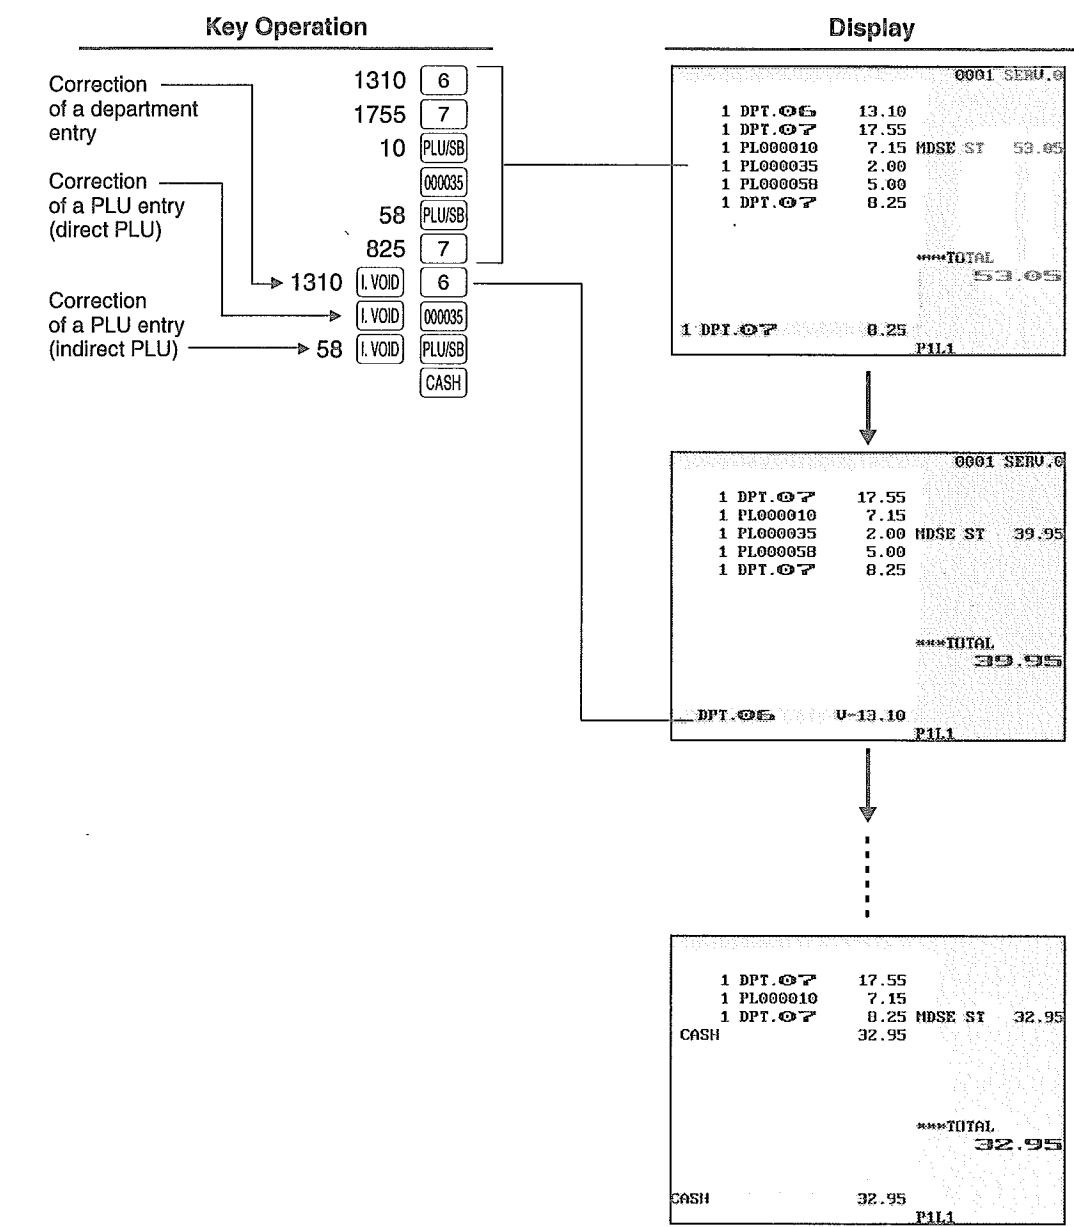 Key Operation
Correction
of a department
entry
Correction
of a PLU entry
(direct PLU)
Correction
of a PLU entry
(indirect PLU)
1310 6
1755 7
10 PLU/SB
000035
58 PLU/SB
825 7
1310 I. VOID 6
I. VOID 000035
58 I. VOID PLU/SB
CASH
Display
0001 SERV.0
1 DPT.06 13.10
1 DPT.07 17.55
1 PL000010 7.15 MDSE ST 53.05
1 PL000035 2.00
1 PL000058 5.00
1 DPT.07 8.25
***TOTAL
53.05
1 DPT.07 8.25
P1L1
0001 SERV.0
1 DPT.07 17.55
1 PL000010 7.15
1 PL000035 2.00 MDSE ST 39.95
1 PL000058 5.00
1 DPT.07 8.25
***TOTAL
39.95
DPT.06 V-13.10
P1L1
1 DPT.07 17.55
1 PL000010 7.15
1 DPT.07 8.25 MDSE ST 32.95
CASH 32.95
***TOTAL
32.95
CASH 32.95
P1L1